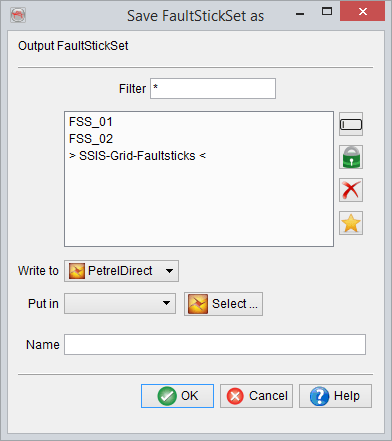 Save FaultStickSet as
Output FaultStickSet
Filter *
FSS_01
FSS_02
> SSIS-Grid-Faultsticks <
Write to PetrelDirect
Put in Select ...
Name
OK Cancel Help